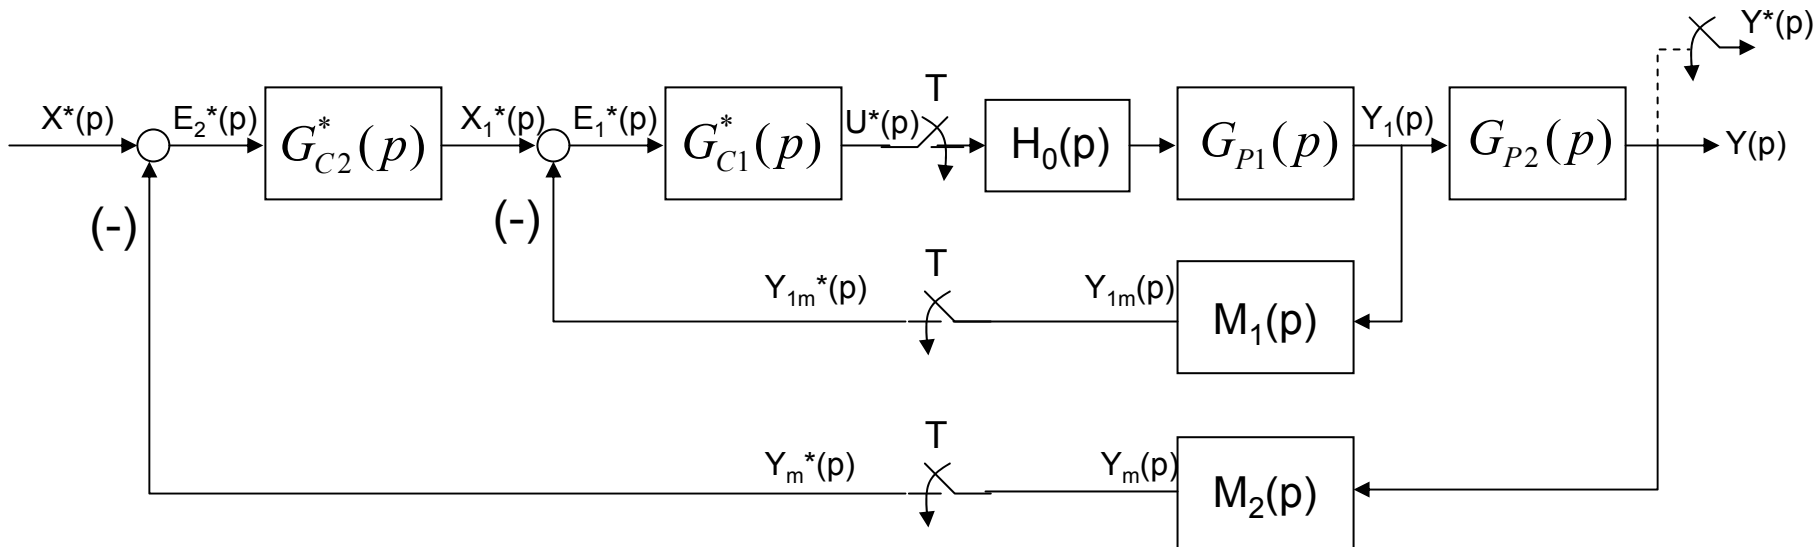 Y*(p)
T
X*(p) E₂*(p) G*C2(p) X₁*(p) E₁*(p) G*C1(p) U*(p) H₀(p) GP1(p) Y₁(p) GP2(p) Y(p)
(-) (-)
T
Y₁ₘ*(p) Y₁ₘ(p) M₁(p)
T
Yₘ*(p) Yₘ(p) M₂(p)